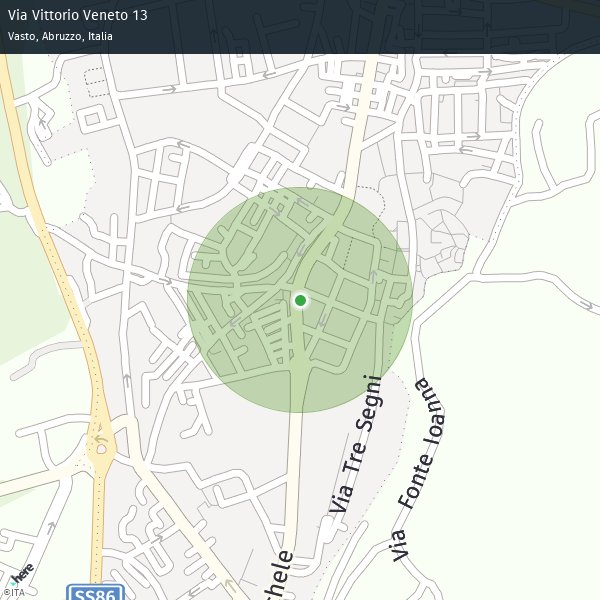 Via Vittorio Veneto 13
Vasto, Abruzzo, Italia
Via Tre Segni
Via Fonte Ioanna
chele
here
©ITA
SS86